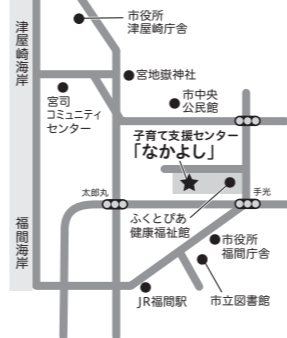 津屋崎海岸
市役所
津屋崎庁舎
宮地嶽神社
宮司
コミュニティ
センター
市中央
公民館
子育て支援センター
「なかよし」
太郎丸
手光
ふくとぴあ
健康福祉館
福間海岸
市役所
福間庁舎
JR福間駅
市立図書館